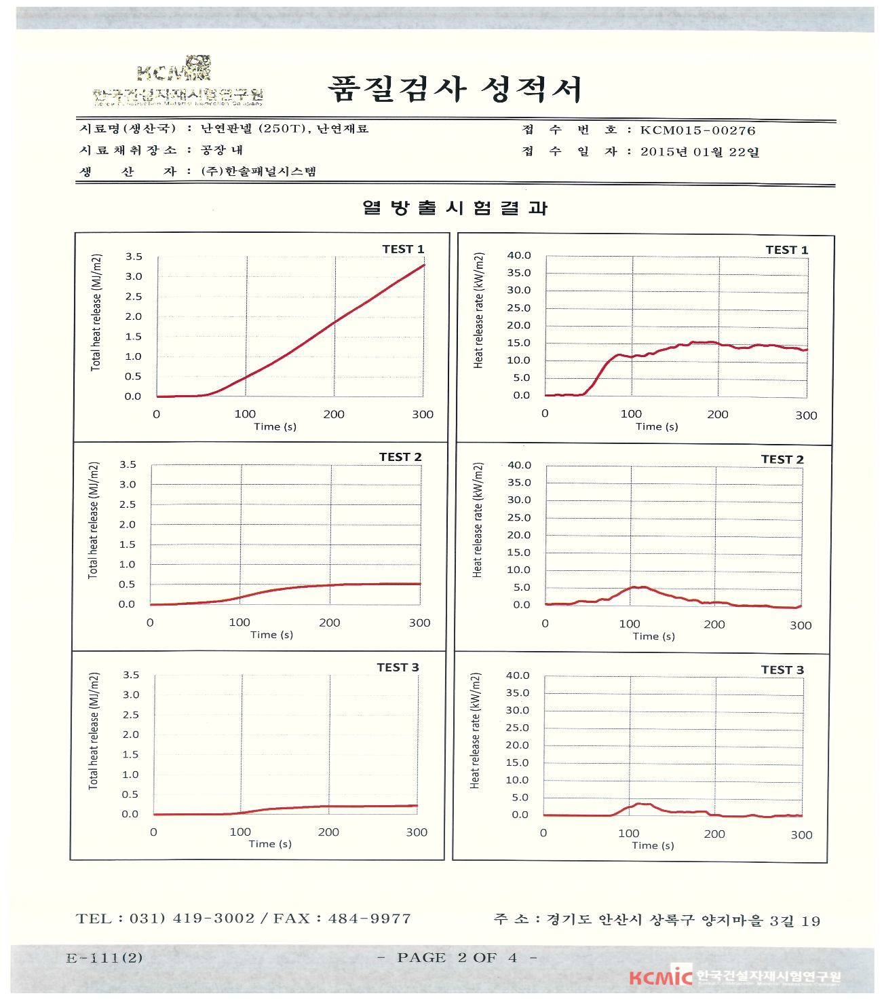 KCMIC
한국건설자재시험연구원
Korea Construction Material Inspection Company
품질검사 성적서
시료명(생산국) : 난연판넬 (250T), 난연재료
접 수 번 호 : KCM015-00276
시료채취장소 : 공장 내
접 수 일 자 : 2015년 01월 22일
생 산 자 : (주)한솔패널시스템
열방출시험결과
TEST 1
Total heat release (MJ/m2)
3.5
3.0
2.5
2.0
1.5
1.0
0.5
0.0
0 100 200 300
Time (s)
TEST 1
Heat release rate (kW/m2)
40.0
35.0
30.0
25.0
20.0
15.0
10.0
5.0
0.0
0 100 200 300
Time (s)
TEST 2
Total heat release (MJ/m2)
3.5
3.0
2.5
2.0
1.5
1.0
0.5
0.0
0 100 200 300
Time (s)
TEST 2
Heat release rate (kW/m2)
40.0
35.0
30.0
25.0
20.0
15.0
10.0
5.0
0.0
0 100 200 300
Time (s)
TEST 3
Total heat release (MJ/m2)
3.5
3.0
2.5
2.0
1.5
1.0
0.5
0.0
0 100 200 300
Time (s)
TEST 3
Heat release rate (kW/m2)
40.0
35.0
30.0
25.0
20.0
15.0
10.0
5.0
0.0
0 100 200 300
Time (s)
TEL : 031) 419-3002 / FAX : 484-9977
주 소 : 경기도 안산시 상록구 양지마을 3길 19
E-111(2)
- PAGE 2 OF 4 -
KCMIC 한국건설자재시험연구원